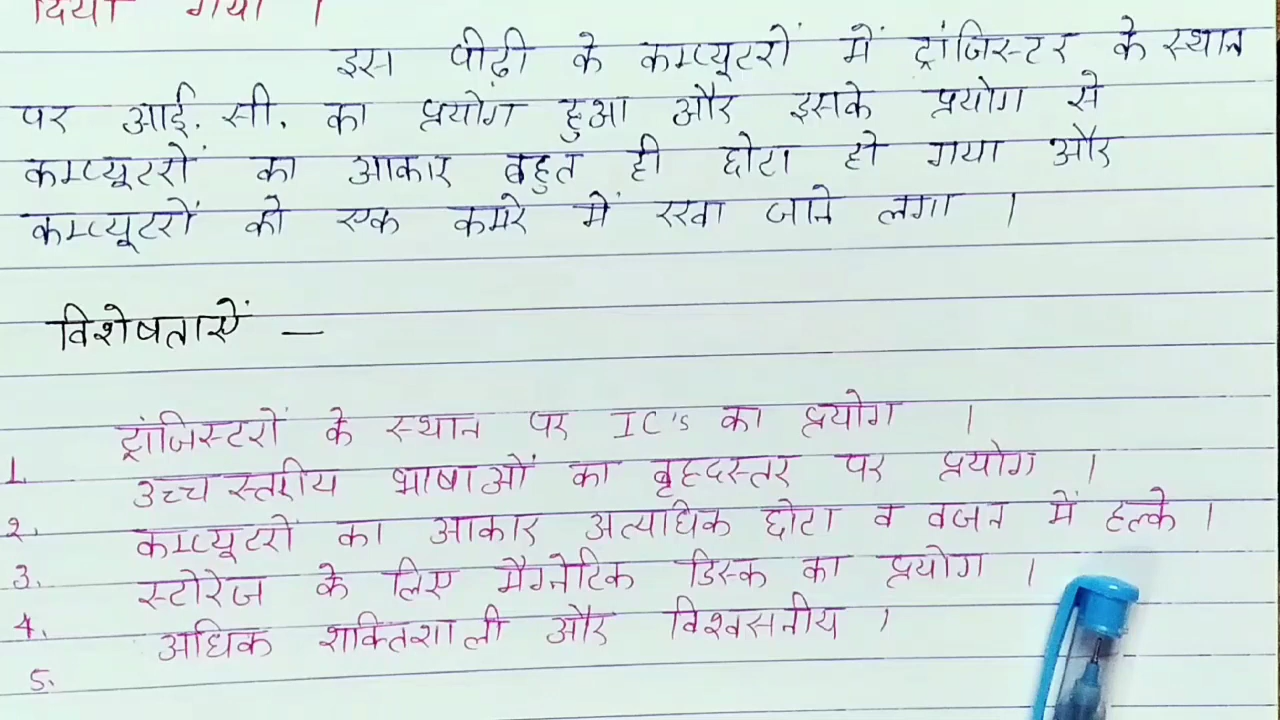 दिया गया ।
इस पीढ़ी के कम्प्यूटरों में ट्रांजिस्टर के स्थान
पर आई. सी. का प्रयोग हुआ और इसके प्रयोग से
कम्प्यूटरों का आकार बहुत ही छोटा हो गया और
कम्प्यूटरों को एक कमरे में रखा जाने लगा ।
विशेषताऐं —
1. ट्रांजिस्टरों के स्थान पर IC's का प्रयोग ।
2. उच्च स्तरीय भाषाओं का बृहदस्तर पर प्रयोग ।
3. कम्प्यूटरों का आकार अत्यधिक छोटा व वजन में हल्के ।
4. स्टोरेज के लिए मैग्नेटिक डिस्क का प्रयोग ।
5. अधिक शक्तिशाली और विश्वसनीय ।